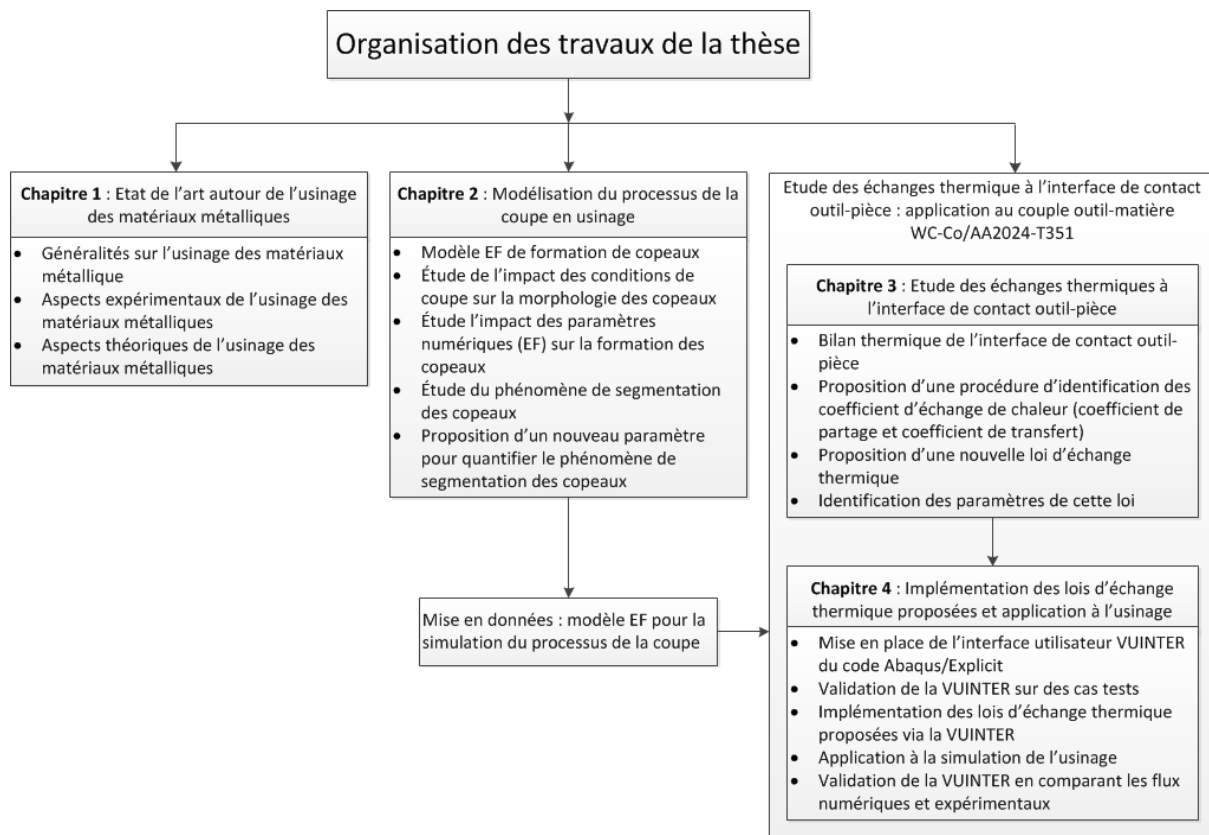 Organisation des travaux de la thèse
Chapitre 1 : Etat de l'art autour de l'usinage
des matériaux métalliques
• Généralités sur l'usinage des matériaux
métallique
• Aspects expérimentaux de l'usinage des
matériaux métalliques
• Aspects théoriques de l'usinage des
matériaux métalliques
Chapitre 2 : Modélisation du processus de la
coupe en usinage
• Modèle EF de formation de copeaux
• Étude de l'impact des conditions de
coupe sur la morphologie des copeaux
• Étude l'impact des paramètres
numériques (EF) sur la formation des
copeaux
• Étude du phénomène de segmentation
des copeaux
• Proposition d'un nouveau paramètre
pour quantifier le phénomène de
segmentation des copeaux
Mise en données : modèle EF pour la
simulation du processus de la coupe
Etude des échanges thermique à l'interface de contact
outil-pièce : application au couple outil-matière
WC-Co/AA2024-T351
Chapitre 3 : Etude des échanges thermiques à
l'interface de contact outil-pièce
• Bilan thermique de l'interface de contact outil-
pièce
• Proposition d'une procédure d'identification des
coefficient d'échange de chaleur (coefficient de
partage et coefficient de transfert)
• Proposition d'une nouvelle loi d'échange
thermique
• Identification des paramètres de cette loi
Chapitre 4 : Implémentation des lois d'échange
thermique proposées et application à l'usinage
• Mise en place de l'interface utilisateur VUINTER
du code Abaqus/Explicit
• Validation de la VUINTER sur des cas tests
• Implémentation des lois d'échange thermique
proposées via la VUINTER
• Application à la simulation de l'usinage
• Validation de la VUINTER en comparant les flux
numériques et expérimentaux